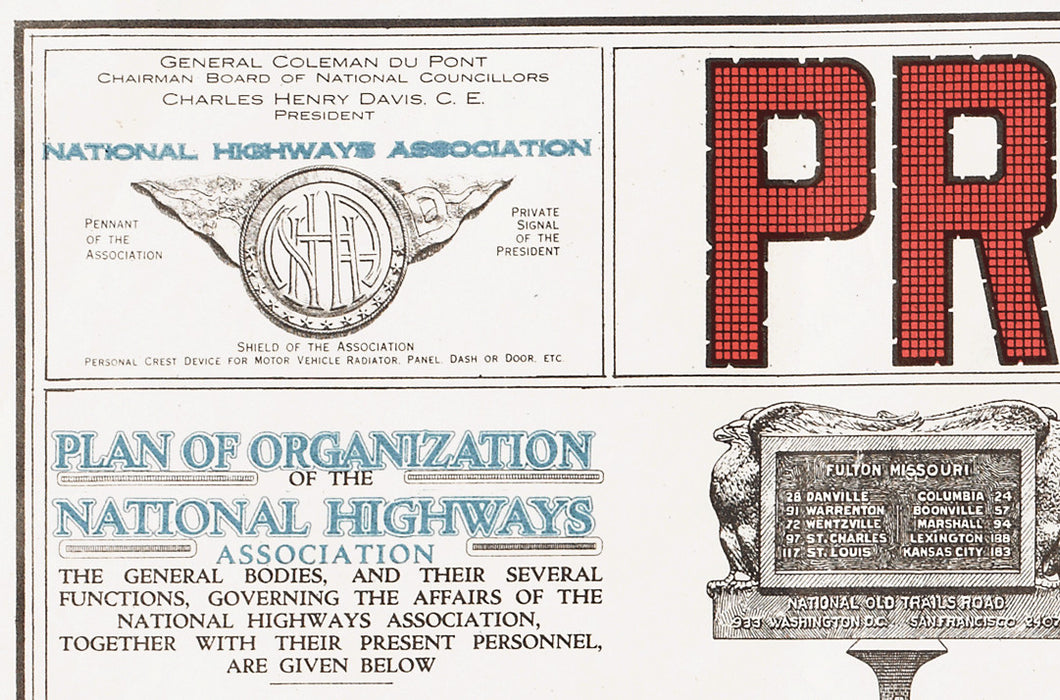 GENERAL COLEMAN DU PONT
CHAIRMAN BOARD OF NATIONAL COUNCILLORS
CHARLES HENRY DAVIS. C. E.
PRESIDENT
NATIONAL HIGHWAYS ASSOCIATION
PENNANT
OF THE
ASSOCIATION
NHA
D
PRIVATE
SIGNAL
OF THE
PRESIDENT
SHIELD OF THE ASSOCIATION
PERSONAL CREST DEVICE FOR MOTOR VEHICLE RADIATOR, PANEL, DASH OR DOOR, ETC.
PR
PLAN OF ORGANIZATION
OF THE
NATIONAL HIGHWAYS
ASSOCIATION
THE GENERAL BODIES, AND THEIR SEVERAL
FUNCTIONS, GOVERNING THE AFFAIRS OF THE
NATIONAL HIGHWAYS ASSOCIATION,
TOGETHER WITH THEIR PRESENT PERSONNEL,
ARE GIVEN BELOW
FULTON MISSOURI
28 DANVILLE COLUMBIA 24
91 WARRENTON BOONVILLE 57
72 WENTZVILLE MARSHALL 94
97 ST. CHARLES LEXINGTON 138
117 ST. LOUIS KANSAS CITY 183
NATIONAL OLD TRAILS ROAD
933 WASHINGTON D.C. SAN FRANCISCO